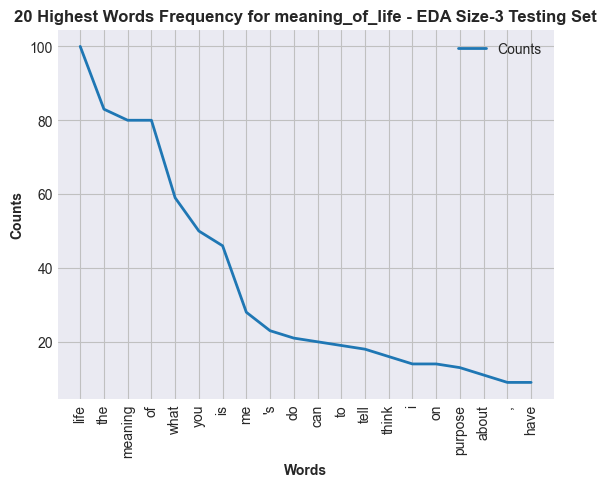 20 Highest Words Frequency for meaning_of_life - EDA Size-3 Testing Set
Counts
100
80
60
40
20
Counts
life
the
meaning
of
what
you
is
me
's
do
can
to
tell
think
i
on
purpose
about
,
have
Words